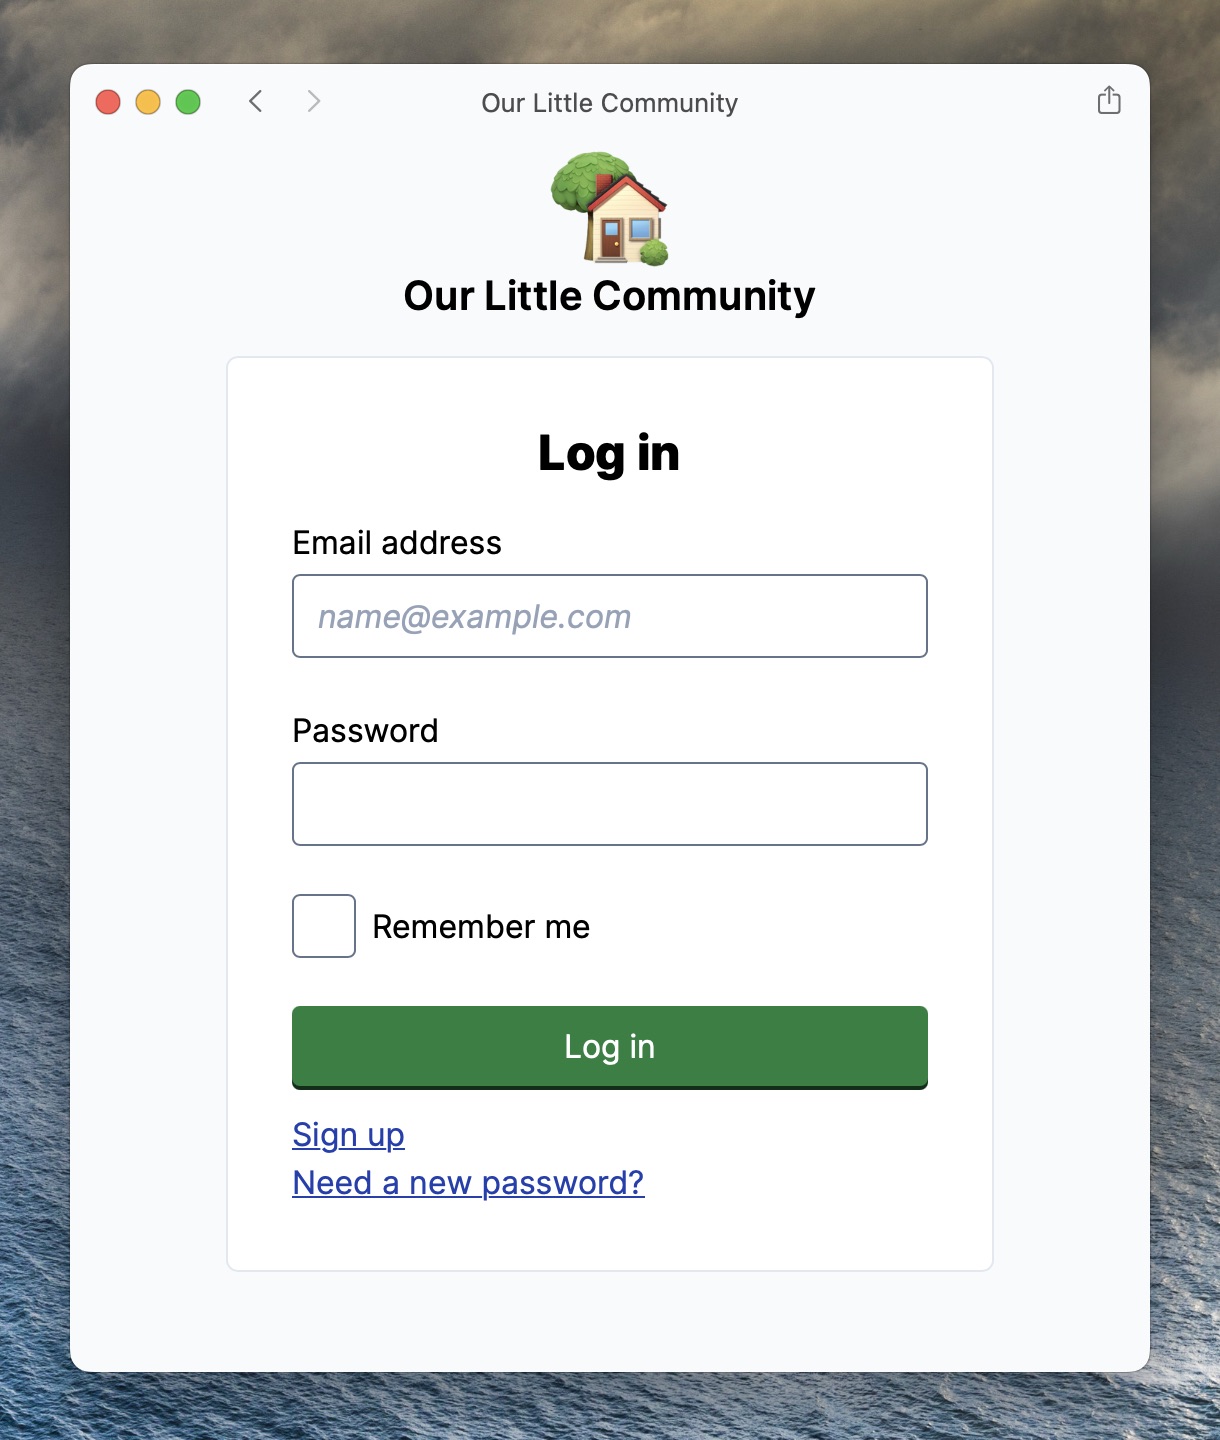 Our Little Community
Our Little Community
Log in
Email address
name@example.com
Password
Remember me
Log in
Sign up
Need a new password?